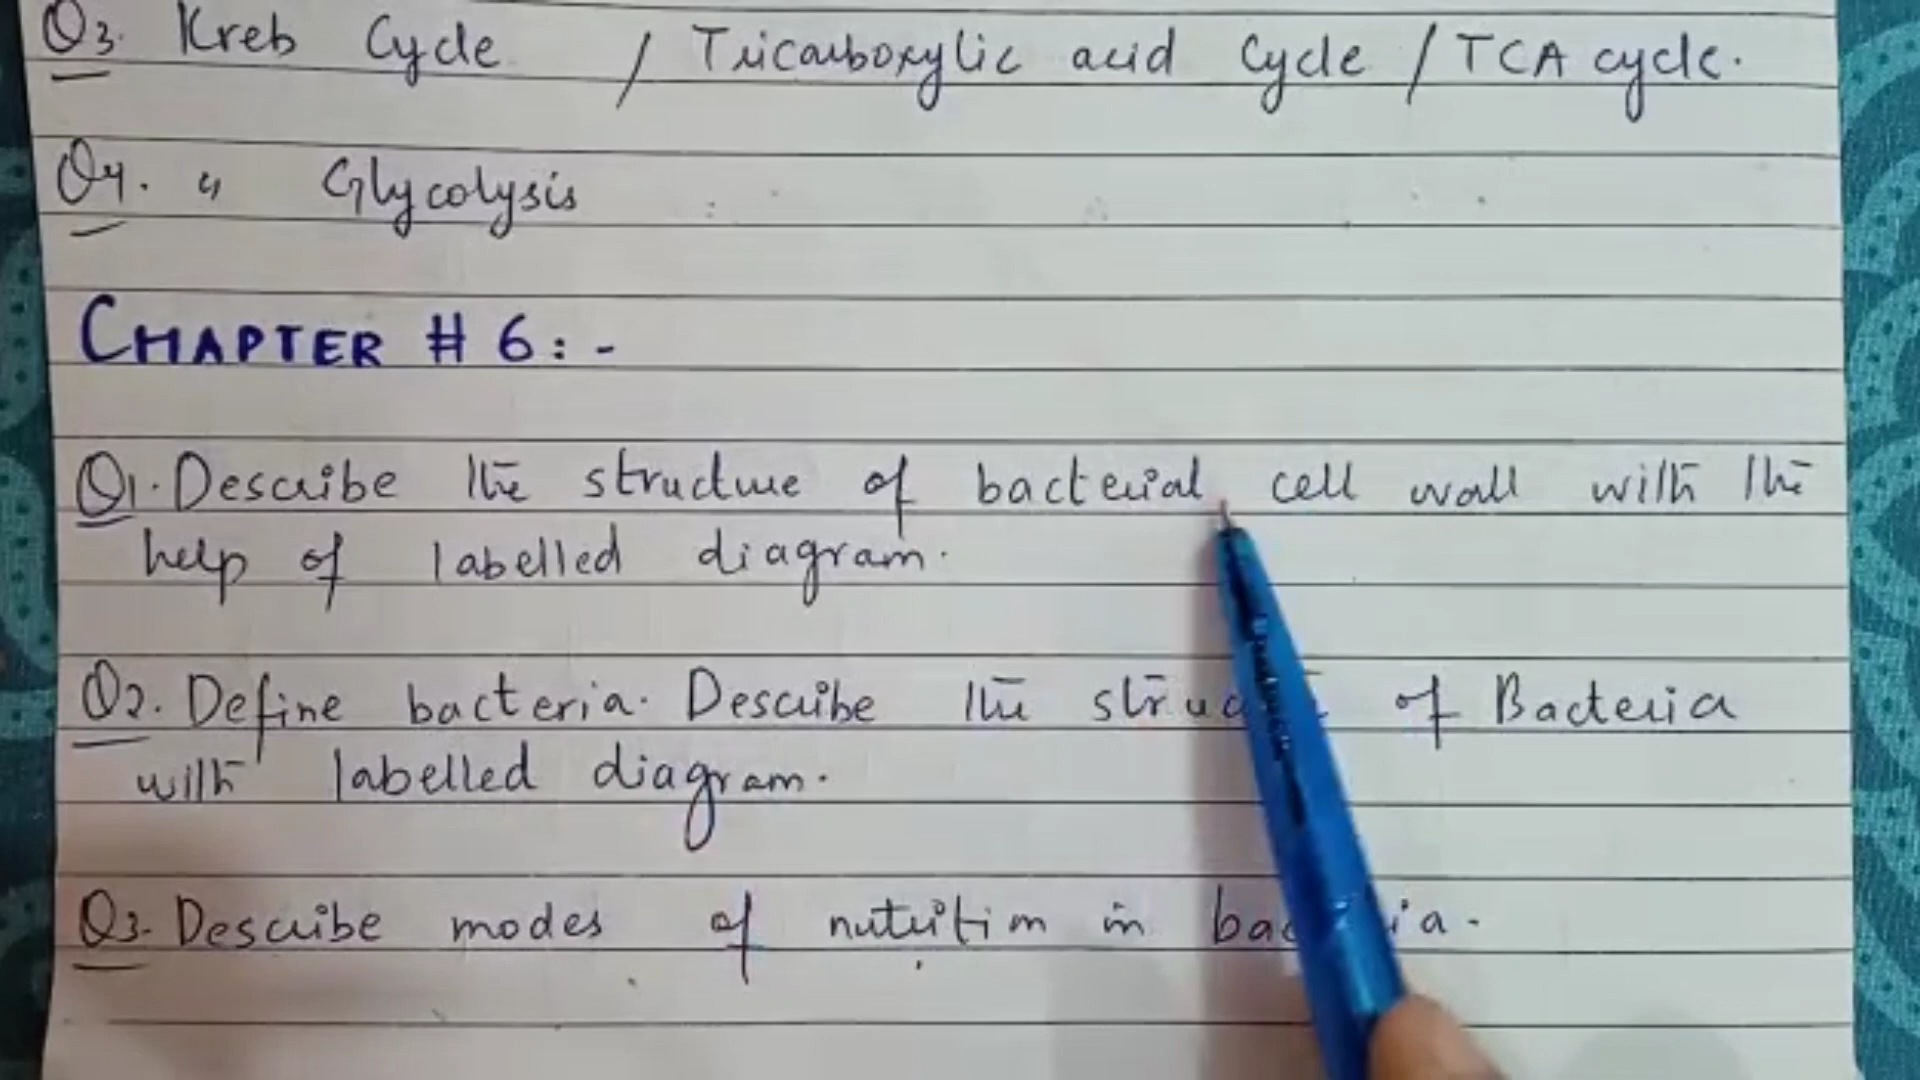 Q3. Kreb Cycle / Tricarboxylic acid Cycle / TCA cycle.
Q4. " Glycolysis
CHAPTER # 6:-
Q1. Describe the structure of bacterial cell wall with the
help of labelled diagram.
Q2. Define bacteria. Describe the of Bacteria
with labelled diagram.
Q3. Describe modes of nutrition in